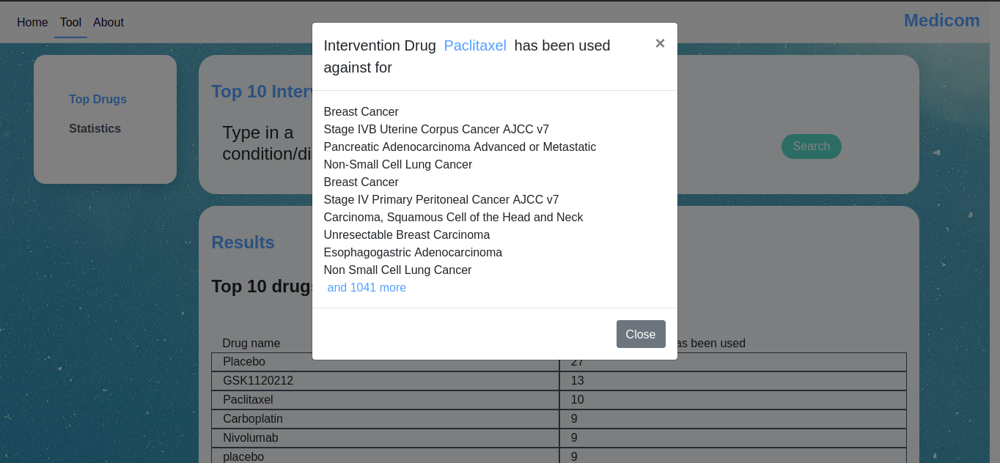 Home Tool About Medicom
Intervention Drug Paclitaxel has been used ×
against for
Top Drugs
Statistics
Top 10
Type in a
Search
Breast Cancer
Stage IVB Uterine Corpus Cancer AJCC v7
Pancreatic Adenocarcinoma Advanced or Metastatic
Non-Small Cell Lung Cancer
Breast Cancer
Stage IV Primary Peritoneal Cancer AJCC v7
Carcinoma, Squamous Cell of the Head and Neck
Unresectable Breast Carcinoma
Esophagogastric Adenocarcinoma
Non Small Cell Lung Cancer
and 1041 more
Close
Results
Top 10 drugs
Drug name been used
Placebo 27
GSK1120212 13
Paclitaxel 10
Carboplatin 9
Nivolumab 9
placebo 9